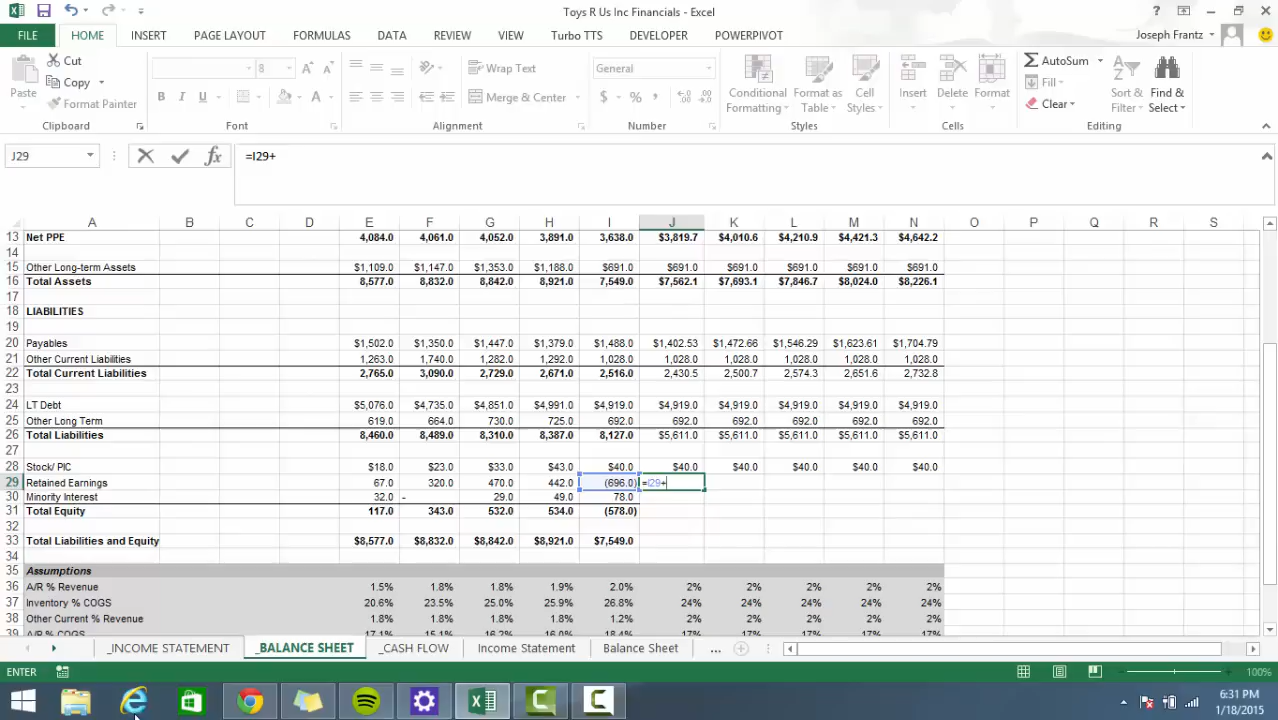 Toys R Us Inc Financials - Excel
FILE HOME INSERT PAGE LAYOUT FORMULAS DATA REVIEW VIEW Turbo TTS DEVELOPER POWERPIVOT Joseph Frantz
Paste Cut Copy Format Painter
8 Wrap Text Merge & Center General
Conditional Formatting Format as Table Cell Styles Insert Delete Format AutoSum Fill Clear Sort & Filter Find & Select
Clipboard Font Alignment Number Styles Cells Editing
J29 =I29+
A B C D E F G H I J K L M N O P Q R S
13 Net PPE 4,084.0 4,061.0 4,052.0 3,891.0 3,638.0 $3,819.7 $4,010.6 $4,210.9 $4,421.3 $4,642.2
14
15 Other Long-term Assets $1,109.0 $1,147.0 $1,353.0 $1,188.0 $691.0 $691.0 $691.0 $691.0 $691.0 $691.0
16 Total Assets 8,577.0 8,832.0 8,842.0 8,921.0 7,549.0 $7,562.1 $7,693.1 $7,846.7 $8,024.0 $8,226.1
17
18 LIABILITIES
19
20 Payables $1,502.0 $1,350.0 $1,447.0 $1,379.0 $1,488.0 $1,402.53 $1,472.66 $1,546.29 $1,623.61 $1,704.79
21 Other Current Liabilities 1,263.0 1,740.0 1,282.0 1,292.0 1,028.0 1,028.0 1,028.0 1,028.0 1,028.0 1,028.0
22 Total Current Liabilities 2,765.0 3,090.0 2,729.0 2,671.0 2,516.0 2,430.5 2,500.7 2,574.3 2,651.6 2,732.8
23
24 LT Debt $5,076.0 $4,735.0 $4,851.0 $4,991.0 $4,919.0 $4,919.0 $4,919.0 $4,919.0 $4,919.0 $4,919.0
25 Other Long Term 619.0 664.0 730.0 725.0 692.0 692.0 692.0 692.0 692.0 692.0
26 Total Liabilities 8,460.0 8,489.0 8,310.0 8,387.0 8,127.0 $5,611.0 $5,611.0 $5,611.0 $5,611.0 $5,611.0
27
28 Stock/ PIC $18.0 $23.0 $33.0 $43.0 $40.0 $40.0 $40.0 $40.0 $40.0 $40.0
29 Retained Earnings 67.0 320.0 470.0 442.0 (696.0) =I29+
30 Minority Interest 32.0 - 29.0 49.0 78.0
31 Total Equity 117.0 343.0 532.0 534.0 (578.0)
32
33 Total Liabilities and Equity $8,577.0 $8,832.0 $8,842.0 $8,921.0 $7,549.0
34
35 Assumptions
36 A/R % Revenue 1.5% 1.8% 1.8% 1.9% 2.0% 2% 2% 2% 2% 2%
37 Inventory % COGS 20.6% 23.5% 25.0% 25.9% 26.8% 24% 24% 24% 24% 24%
38 Other Current % Revenue 1.8% 1.8% 1.8% 1.8% 1.2% 2% 2% 2% 2% 2%
39 A/R % COGS 17.1% 15.1% 16.2% 16.0% 18.4% 17% 17% 17% 17% 17%
_INCOME STATEMENT _BALANCE SHEET _CASH FLOW Income Statement Balance Sheet ...
ENTER 100%
6:31 PM
1/18/2015